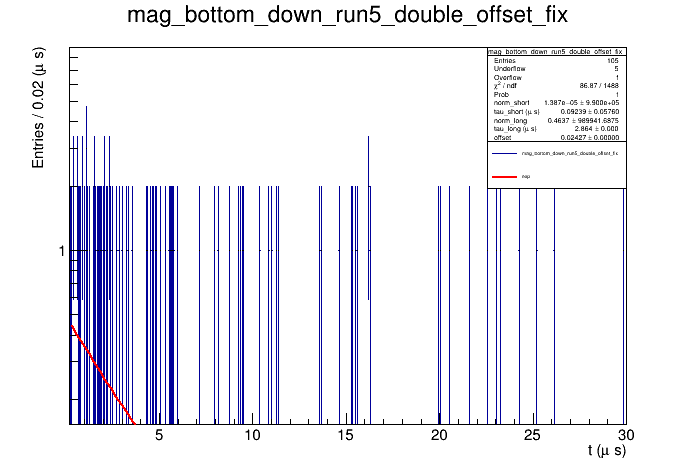 mag_bottom_down_run5_double_offset_fix
Entries / 0.02 (μ s)
mag_bottom_down_run5_double_offset_fix
Entries 105
Underflow 5
Overflow 1
χ² / ndf 86.87 / 1488
Prob 1
norm_short 1.387e−05 ± 9.900e+05
tau_short (μ s) 0.09239 ± 0.05760
norm_long 0.4637 ± 989941.6875
tau_long (μ s) 2.864 ± 0.000
offset 0.02427 ± 0.00000
mag_bottom_down_run5_double_offset_fix
1
5 10 15 20 25 30
t (μ s)